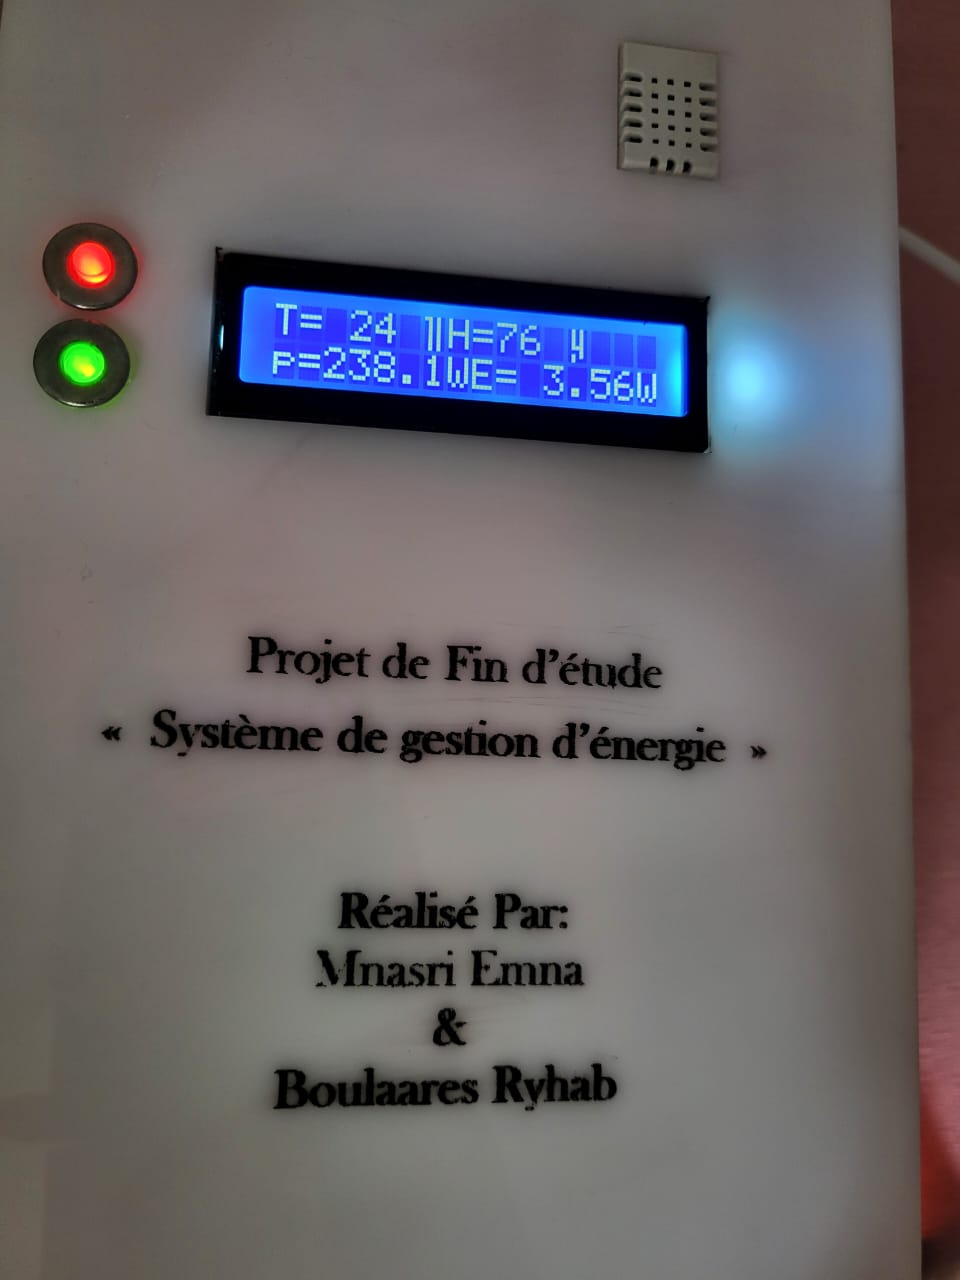 T= 24 H=76
P=238.1WE= 3.56W
Projet de Fin d'étude
« Système de gestion d'énergie »
Réalisé Par:
Mnasri Emna
&
Boulaares Ryhab